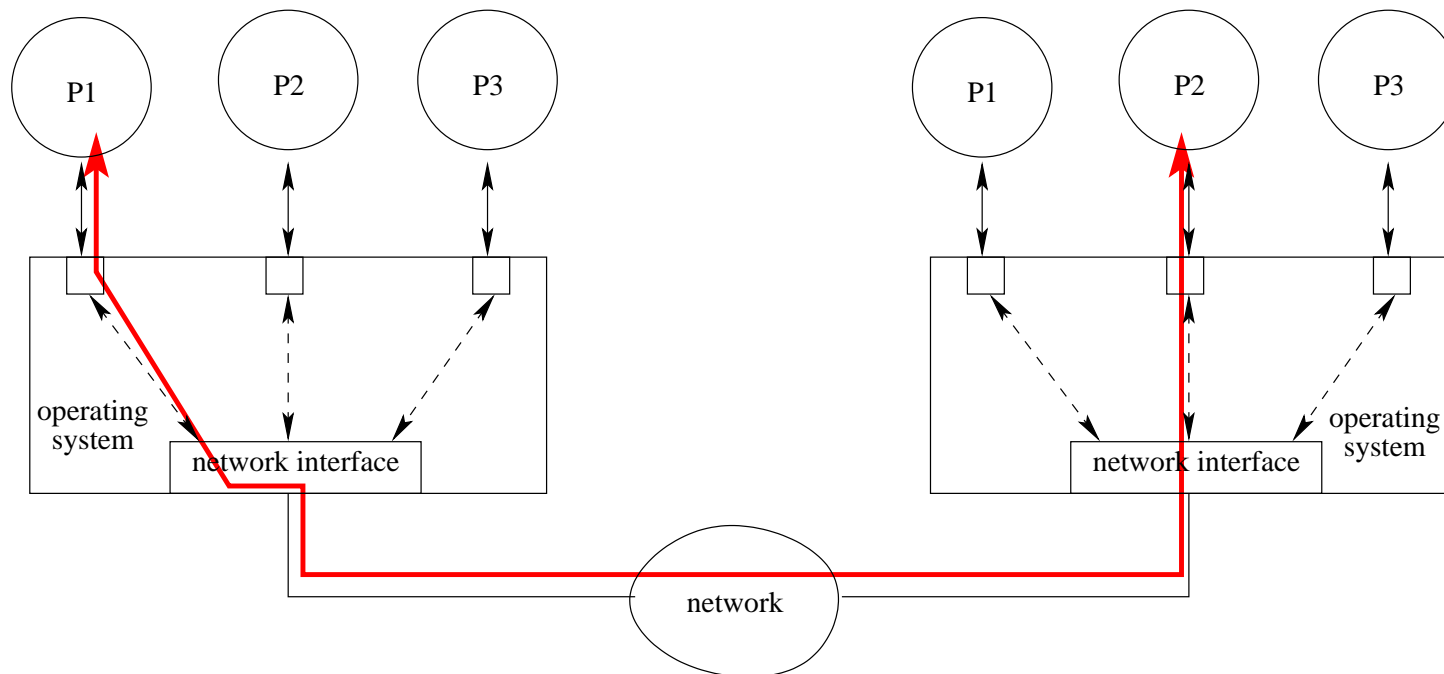 P1
P2
P3
P1
P2
P3
operating
system
network interface
network interface
operating
system
network